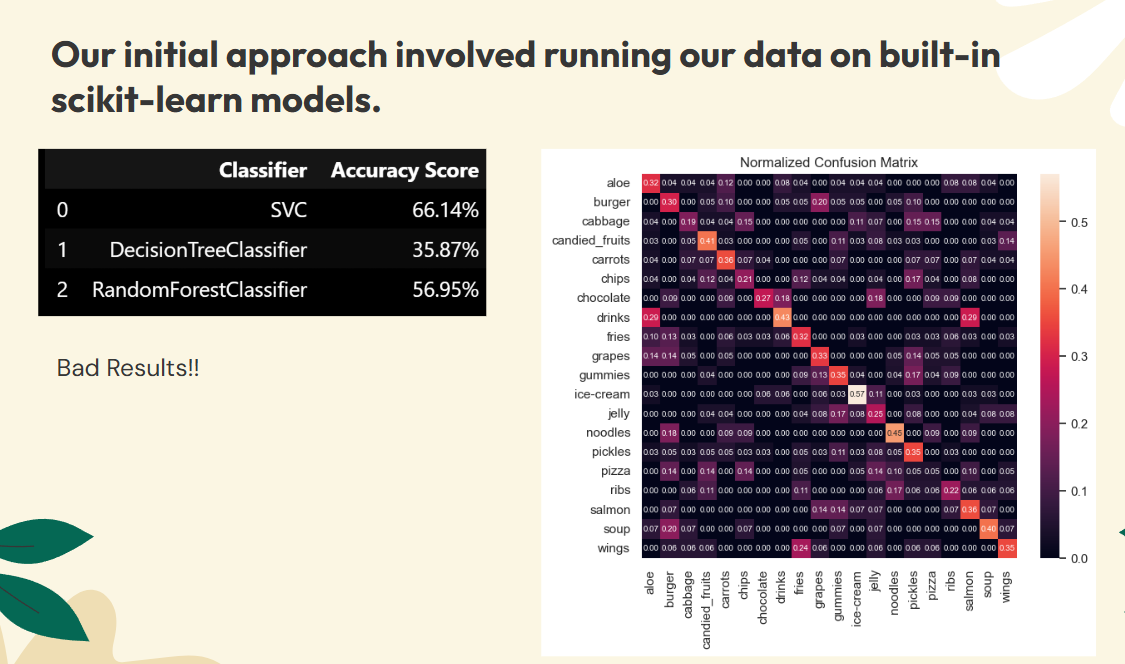 Our initial approach involved running our data on built-in
scikit-learn models.
Classifier Accuracy Score
0 SVC 66.14%
1 DecisionTreeClassifier 35.87%
2 RandomForestClassifier 56.95%
Bad Results!!
Normalized Confusion Matrix
aloe 0.32 0.04 0.04 0.04 0.12 0.00 0.00 0.08 0.04 0.00 0.04 0.04 0.04 0.00 0.00 0.00 0.08 0.08 0.04 0.00
burger 0.00 0.30 0.00 0.05 0.10 0.00 0.00 0.05 0.05 0.20 0.05 0.05 0.00 0.05 0.10 0.00 0.00 0.00 0.00 0.00
cabbage 0.04 0.00 0.19 0.04 0.04 0.15 0.00 0.00 0.00 0.00 0.00 0.11 0.07 0.00 0.15 0.15 0.00 0.00 0.04 0.04
candied_fruits 0.03 0.00 0.05 0.41 0.03 0.00 0.00 0.00 0.05 0.00 0.11 0.03 0.08 0.03 0.03 0.00 0.00 0.00 0.00 0.14
carrots 0.04 0.00 0.07 0.07 0.36 0.07 0.04 0.00 0.00 0.00 0.07 0.00 0.00 0.00 0.07 0.07 0.00 0.07 0.04 0.04
chips 0.04 0.00 0.04 0.12 0.04 0.21 0.00 0.00 0.12 0.04 0.04 0.00 0.04 0.00 0.17 0.04 0.00 0.08 0.00 0.00
chocolate 0.00 0.09 0.00 0.00 0.09 0.00 0.27 0.18 0.00 0.00 0.00 0.00 0.18 0.00 0.00 0.09 0.09 0.00 0.00 0.00
drinks 0.29 0.00 0.00 0.00 0.00 0.00 0.00 0.43 0.00 0.00 0.00 0.00 0.00 0.00 0.00 0.00 0.00 0.29 0.00 0.00
fries 0.10 0.13 0.03 0.00 0.06 0.03 0.03 0.06 0.32 0.00 0.00 0.03 0.00 0.00 0.03 0.03 0.06 0.03 0.00 0.03
grapes 0.14 0.14 0.05 0.00 0.05 0.00 0.00 0.00 0.00 0.33 0.00 0.00 0.00 0.05 0.14 0.05 0.05 0.00 0.00 0.00
gummies 0.00 0.00 0.00 0.04 0.00 0.00 0.00 0.00 0.09 0.13 0.35 0.04 0.00 0.04 0.17 0.04 0.09 0.00 0.00 0.00
ice-cream 0.03 0.00 0.00 0.00 0.00 0.00 0.06 0.06 0.00 0.06 0.03 0.57 0.11 0.00 0.00 0.00 0.00 0.03 0.03 0.00
jelly 0.00 0.00 0.00 0.04 0.04 0.00 0.00 0.00 0.04 0.08 0.17 0.08 0.25 0.00 0.08 0.00 0.00 0.04 0.08 0.08
noodles 0.00 0.18 0.00 0.00 0.09 0.09 0.00 0.00 0.00 0.00 0.00 0.00 0.00 0.45 0.00 0.09 0.00 0.09 0.00 0.00
pickles 0.03 0.05 0.03 0.05 0.05 0.03 0.00 0.00 0.05 0.03 0.11 0.03 0.08 0.05 0.35 0.00 0.03 0.00 0.03 0.00
pizza 0.00 0.14 0.00 0.14 0.00 0.14 0.00 0.00 0.05 0.00 0.00 0.05 0.14 0.10 0.05 0.05 0.00 0.10 0.00 0.05
ribs 0.00 0.00 0.06 0.11 0.00 0.00 0.00 0.00 0.11 0.00 0.00 0.00 0.06 0.17 0.06 0.06 0.22 0.06 0.06 0.06
salmon 0.00 0.07 0.00 0.00 0.00 0.00 0.00 0.00 0.00 0.14 0.14 0.07 0.07 0.00 0.00 0.00 0.07 0.36 0.07 0.00
soup 0.07 0.20 0.07 0.00 0.00 0.07 0.00 0.00 0.00 0.00 0.07 0.00 0.07 0.00 0.00 0.00 0.00 0.00 0.40 0.07
wings 0.00 0.06 0.06 0.06 0.00 0.00 0.00 0.00 0.24 0.06 0.00 0.00 0.06 0.00 0.06 0.06 0.00 0.00 0.00 0.35
aloe burger cabbage candied_fruits carrots chips chocolate drinks fries grapes gummies ice-cream jelly noodles pickles pizza ribs salmon soup wings
0.5
0.4
0.3
0.2
0.1
0.0